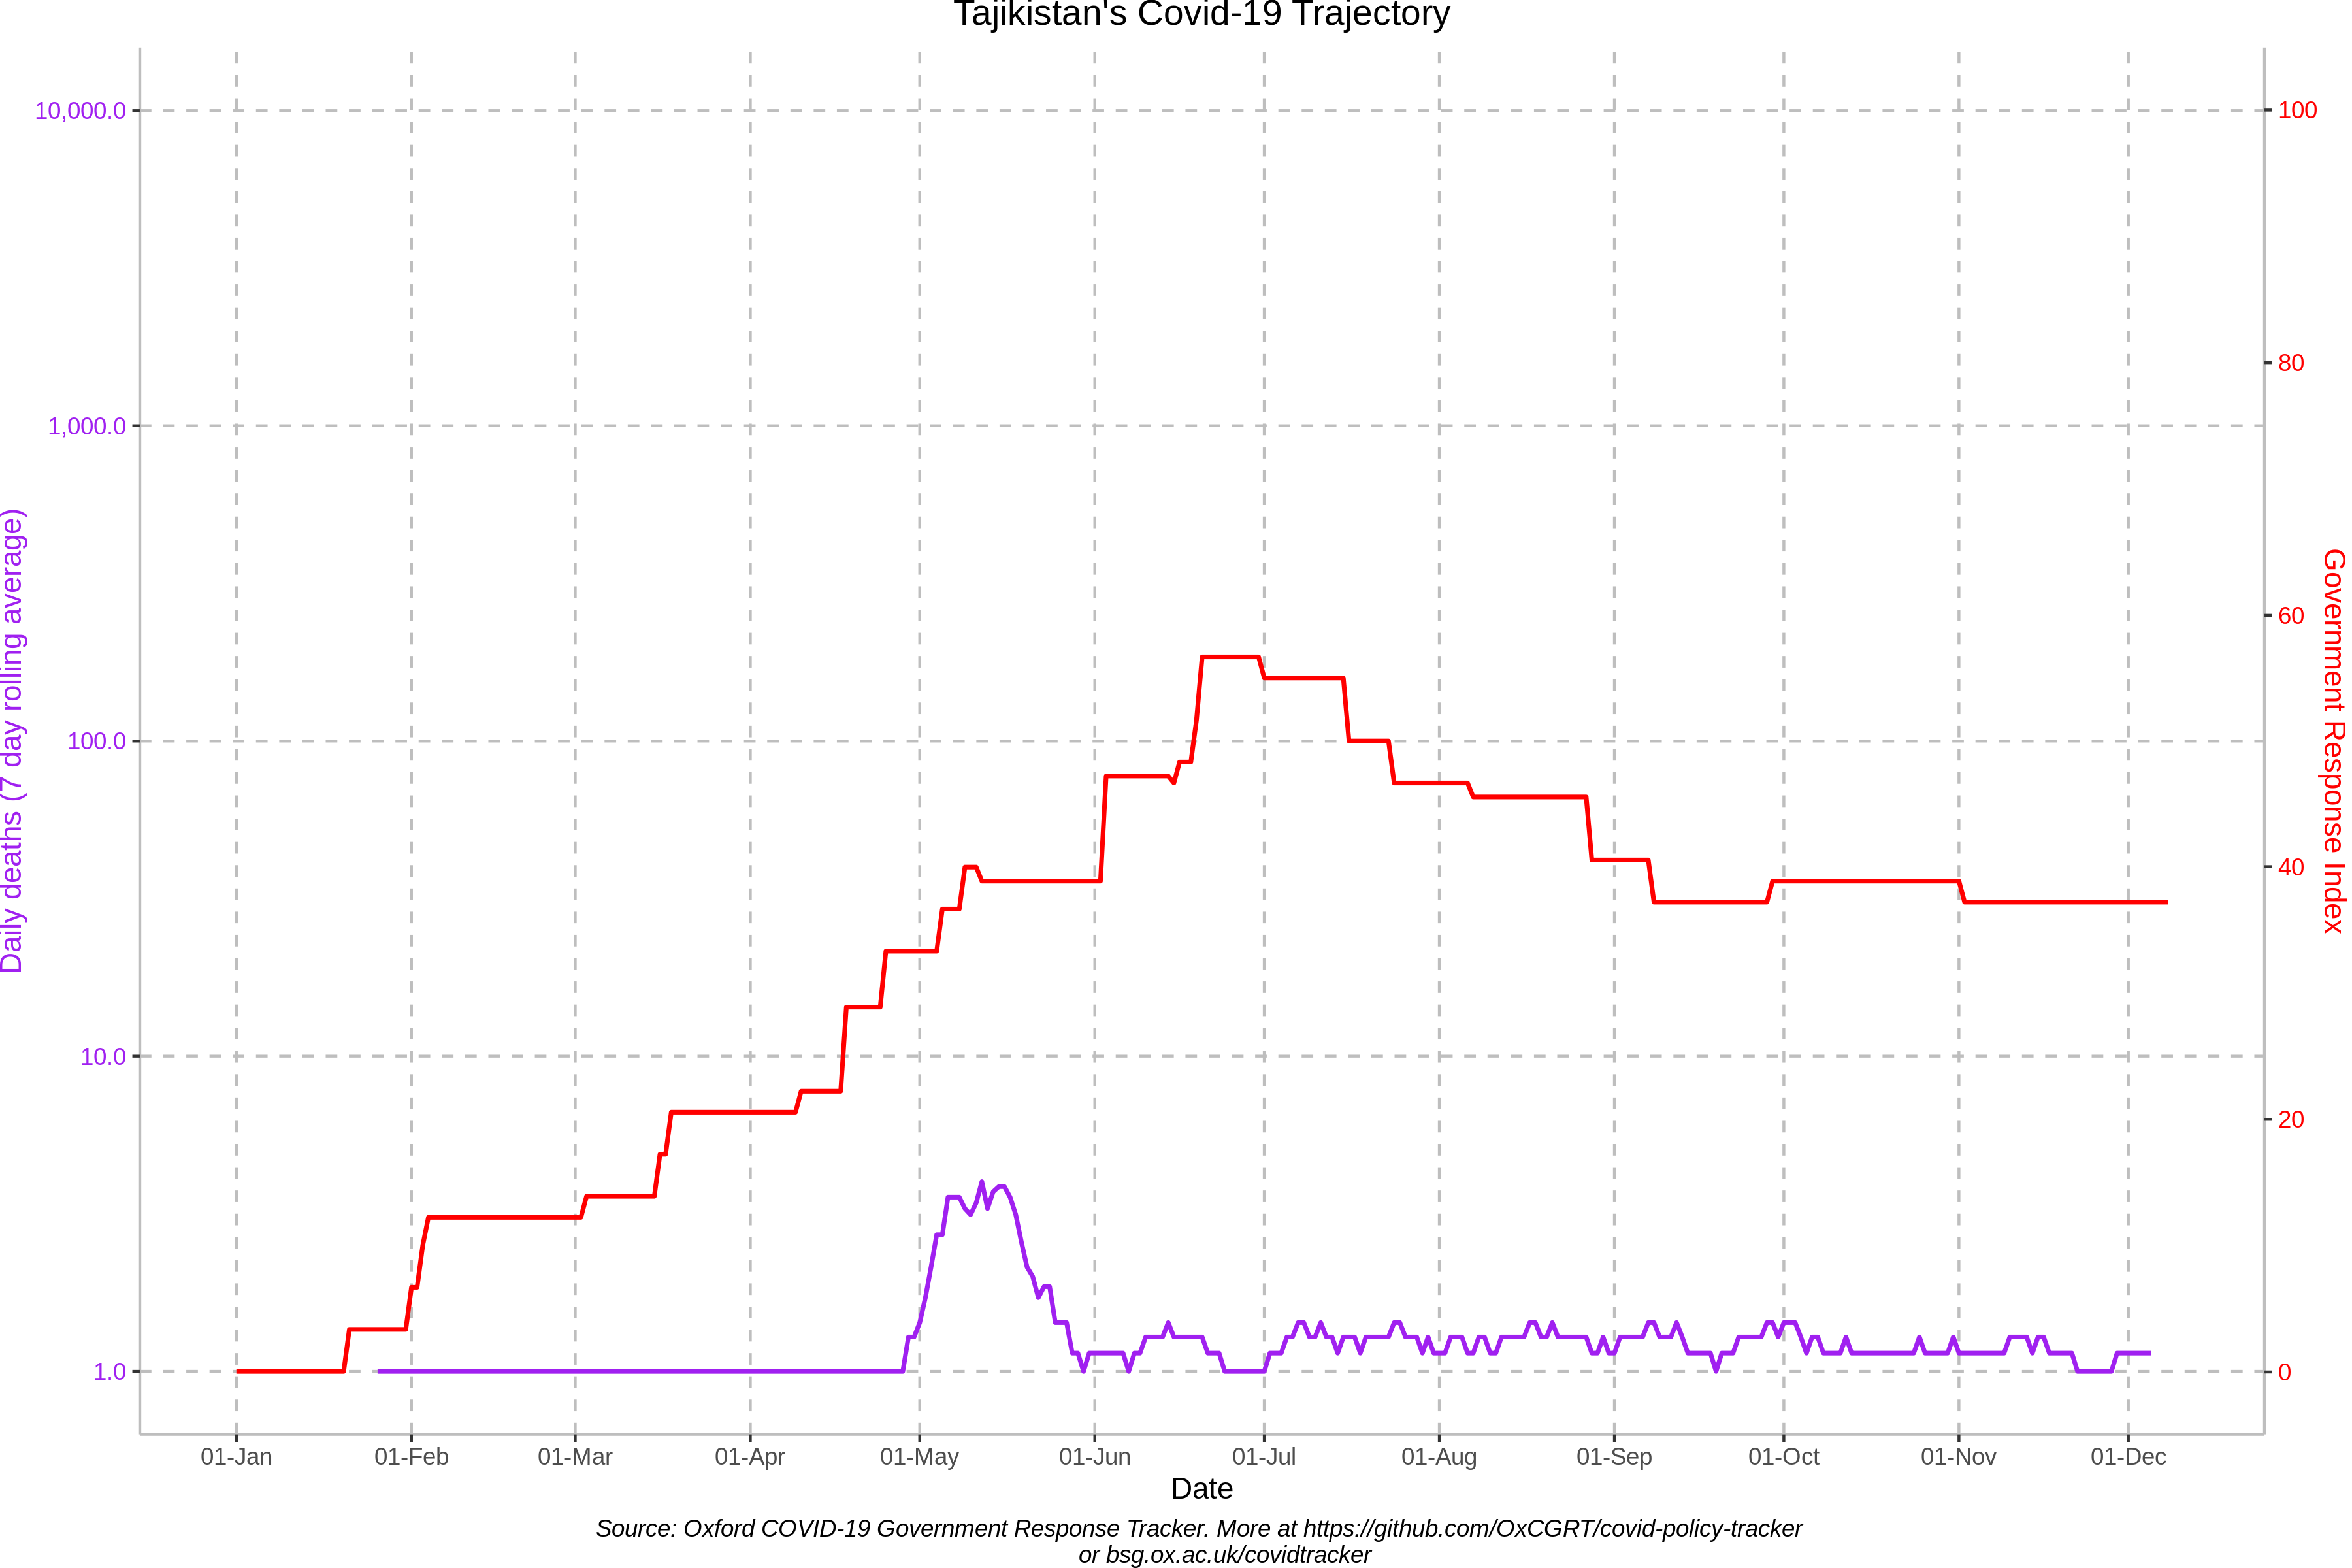 Tajikistan's Covid-19 Trajectory
10,000.0
1,000.0
100.0
10.0
1.0
Daily deaths (7 day rolling average)
100
80
60
40
20
0
Government Response Index
01-Jan 01-Feb 01-Mar 01-Apr 01-May 01-Jun 01-Jul 01-Aug 01-Sep 01-Oct 01-Nov 01-Dec
Date
Source: Oxford COVID-19 Government Response Tracker. More at https://github.com/OxCGRT/covid-policy-tracker
or bsg.ox.ac.uk/covidtracker